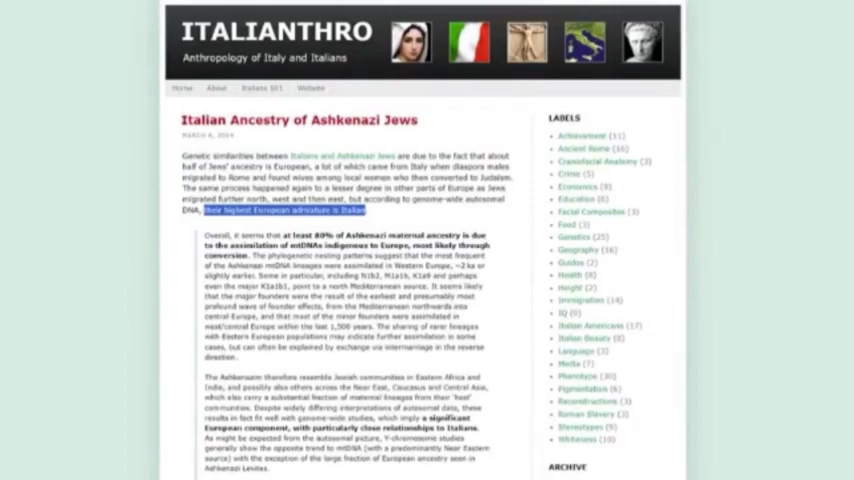 ITALIANTHRO
Anthropology of Italy and Italians
Home About Italians 101 Website
Italian Ancestry of Ashkenazi Jews
MARCH 6, 2014
Genetic similarities between Italians and Ashkenazi Jews are due to the fact that about
half of Jews' ancestry is European, a lot of which came from Italy when diaspora males
migrated to Rome and found wives among local women who then converted to Judaism.
The same process happened again to a lesser degree in other parts of Europe as Jews
migrated further north, west and then east, but according to genome-wide autosomal
DNA, their highest European admixture is Italian
Overall, it seems that at least 80% of Ashkenazi maternal ancestry is due
to the assimilation of mtDNAs indigenous to Europe, most likely through
conversion. The phylogenetic nesting patterns suggest that the most frequent
of the Ashkenazi mtDNA lineages were assimilated in Western Europe, ~2 ka or
slightly earlier. Some in particular, including N1b2, M1a1b, K1a9 and perhaps
even the major K1a1b1, point to a north Mediterranean source. It seems likely
that the major founders were the result of the earliest and presumably most
profound wave of founder effects, from the Mediterranean northwards into
central Europe, and that most of the minor founders were assimilated in
west/central Europe within the last 1,500 years. The sharing of rarer lineages
with Eastern European populations may indicate further assimilation in some
cases, but can often be explained by exchange via intermarriage in the reverse
direction.
The Ashkenazim therefore resemble Jewish communities in Eastern Africa and
India, and possibly also others across the Near East, Caucasus and Central Asia,
which also carry a substantial fraction of maternal lineages from their 'host'
communities. Despite widely differing interpretations of autosomal data, these
results in fact fit well with genome-wide studies, which imply a significant
European component, with particularly close relationships to Italians.
As might be expected from the autosomal picture, Y-chromosome studies
generally show the opposite trend to mtDNA (with a predominantly Near Eastern
source) with the exception of the large fraction of European ancestry seen in
Ashkenazi Levites.
LABELS
Achievement (11)
Ancient Rome (10)
Craniofacial Anatomy (3)
Crime (5)
Economics (9)
Education (6)
Facial Composites (3)
Food (3)
Genetics (25)
Geography (16)
Guidos (2)
Health (8)
Height (2)
Immigration (14)
IQ (9)
Italian Americans (17)
Italian Beauty (8)
Language (3)
Media (7)
Phenotype (30)
Pigmentation (6)
Reconstructions (3)
Roman Slavery (3)
Stereotypes (9)
Whiteness (10)
ARCHIVE